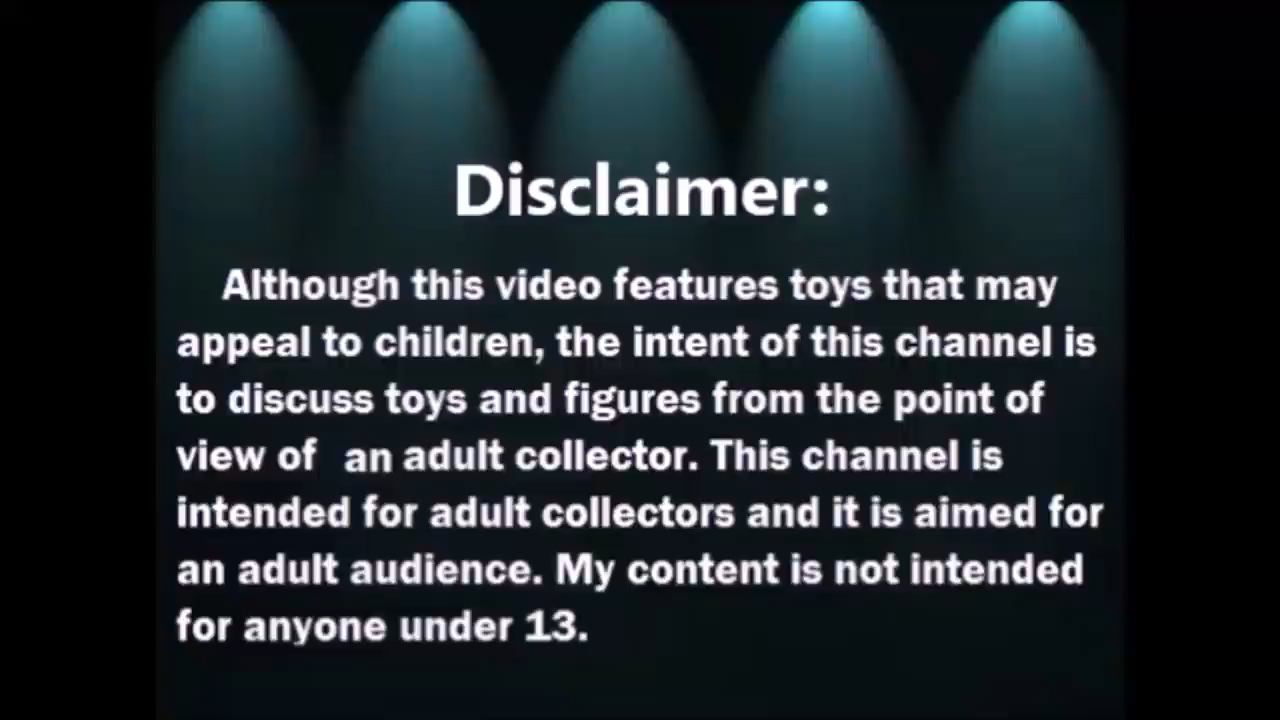 Disclaimer:
Although this video features toys that may
appeal to children, the intent of this channel is
to discuss toys and figures from the point of
view of an adult collector. This channel is
intended for adult collectors and it is aimed for
an adult audience. My content is not intended
for anyone under 13.